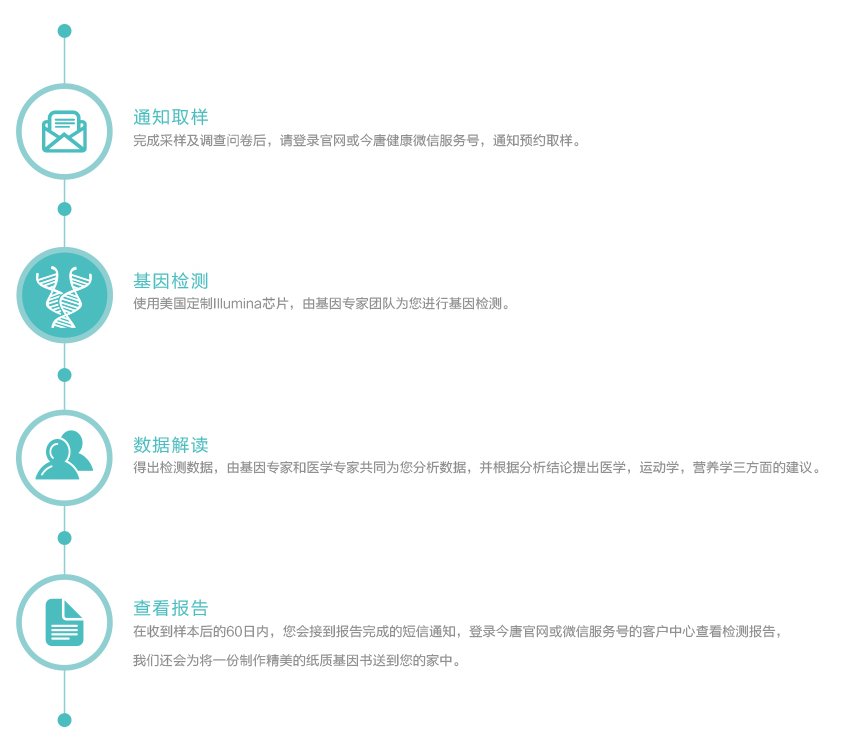 通知取样
完成采样及调查问卷后，请登录官网或今唐健康微信服务号，通知预约取样。
基因检测
使用美国定制Illumina芯片，由基因专家团队为您进行基因检测。
数据解读
得出检测数据，由基因专家和医学专家共同为您分析数据，并根据分析结论提出医学，运动学，营养学三方面的建议。
查看报告
在收到样本后的60日内，您会接到报告完成的短信通知，登录今唐官网或微信服务号的客户中心查看检测报告，
我们还会为将一份制作精美的纸质基因书送到您的家中。